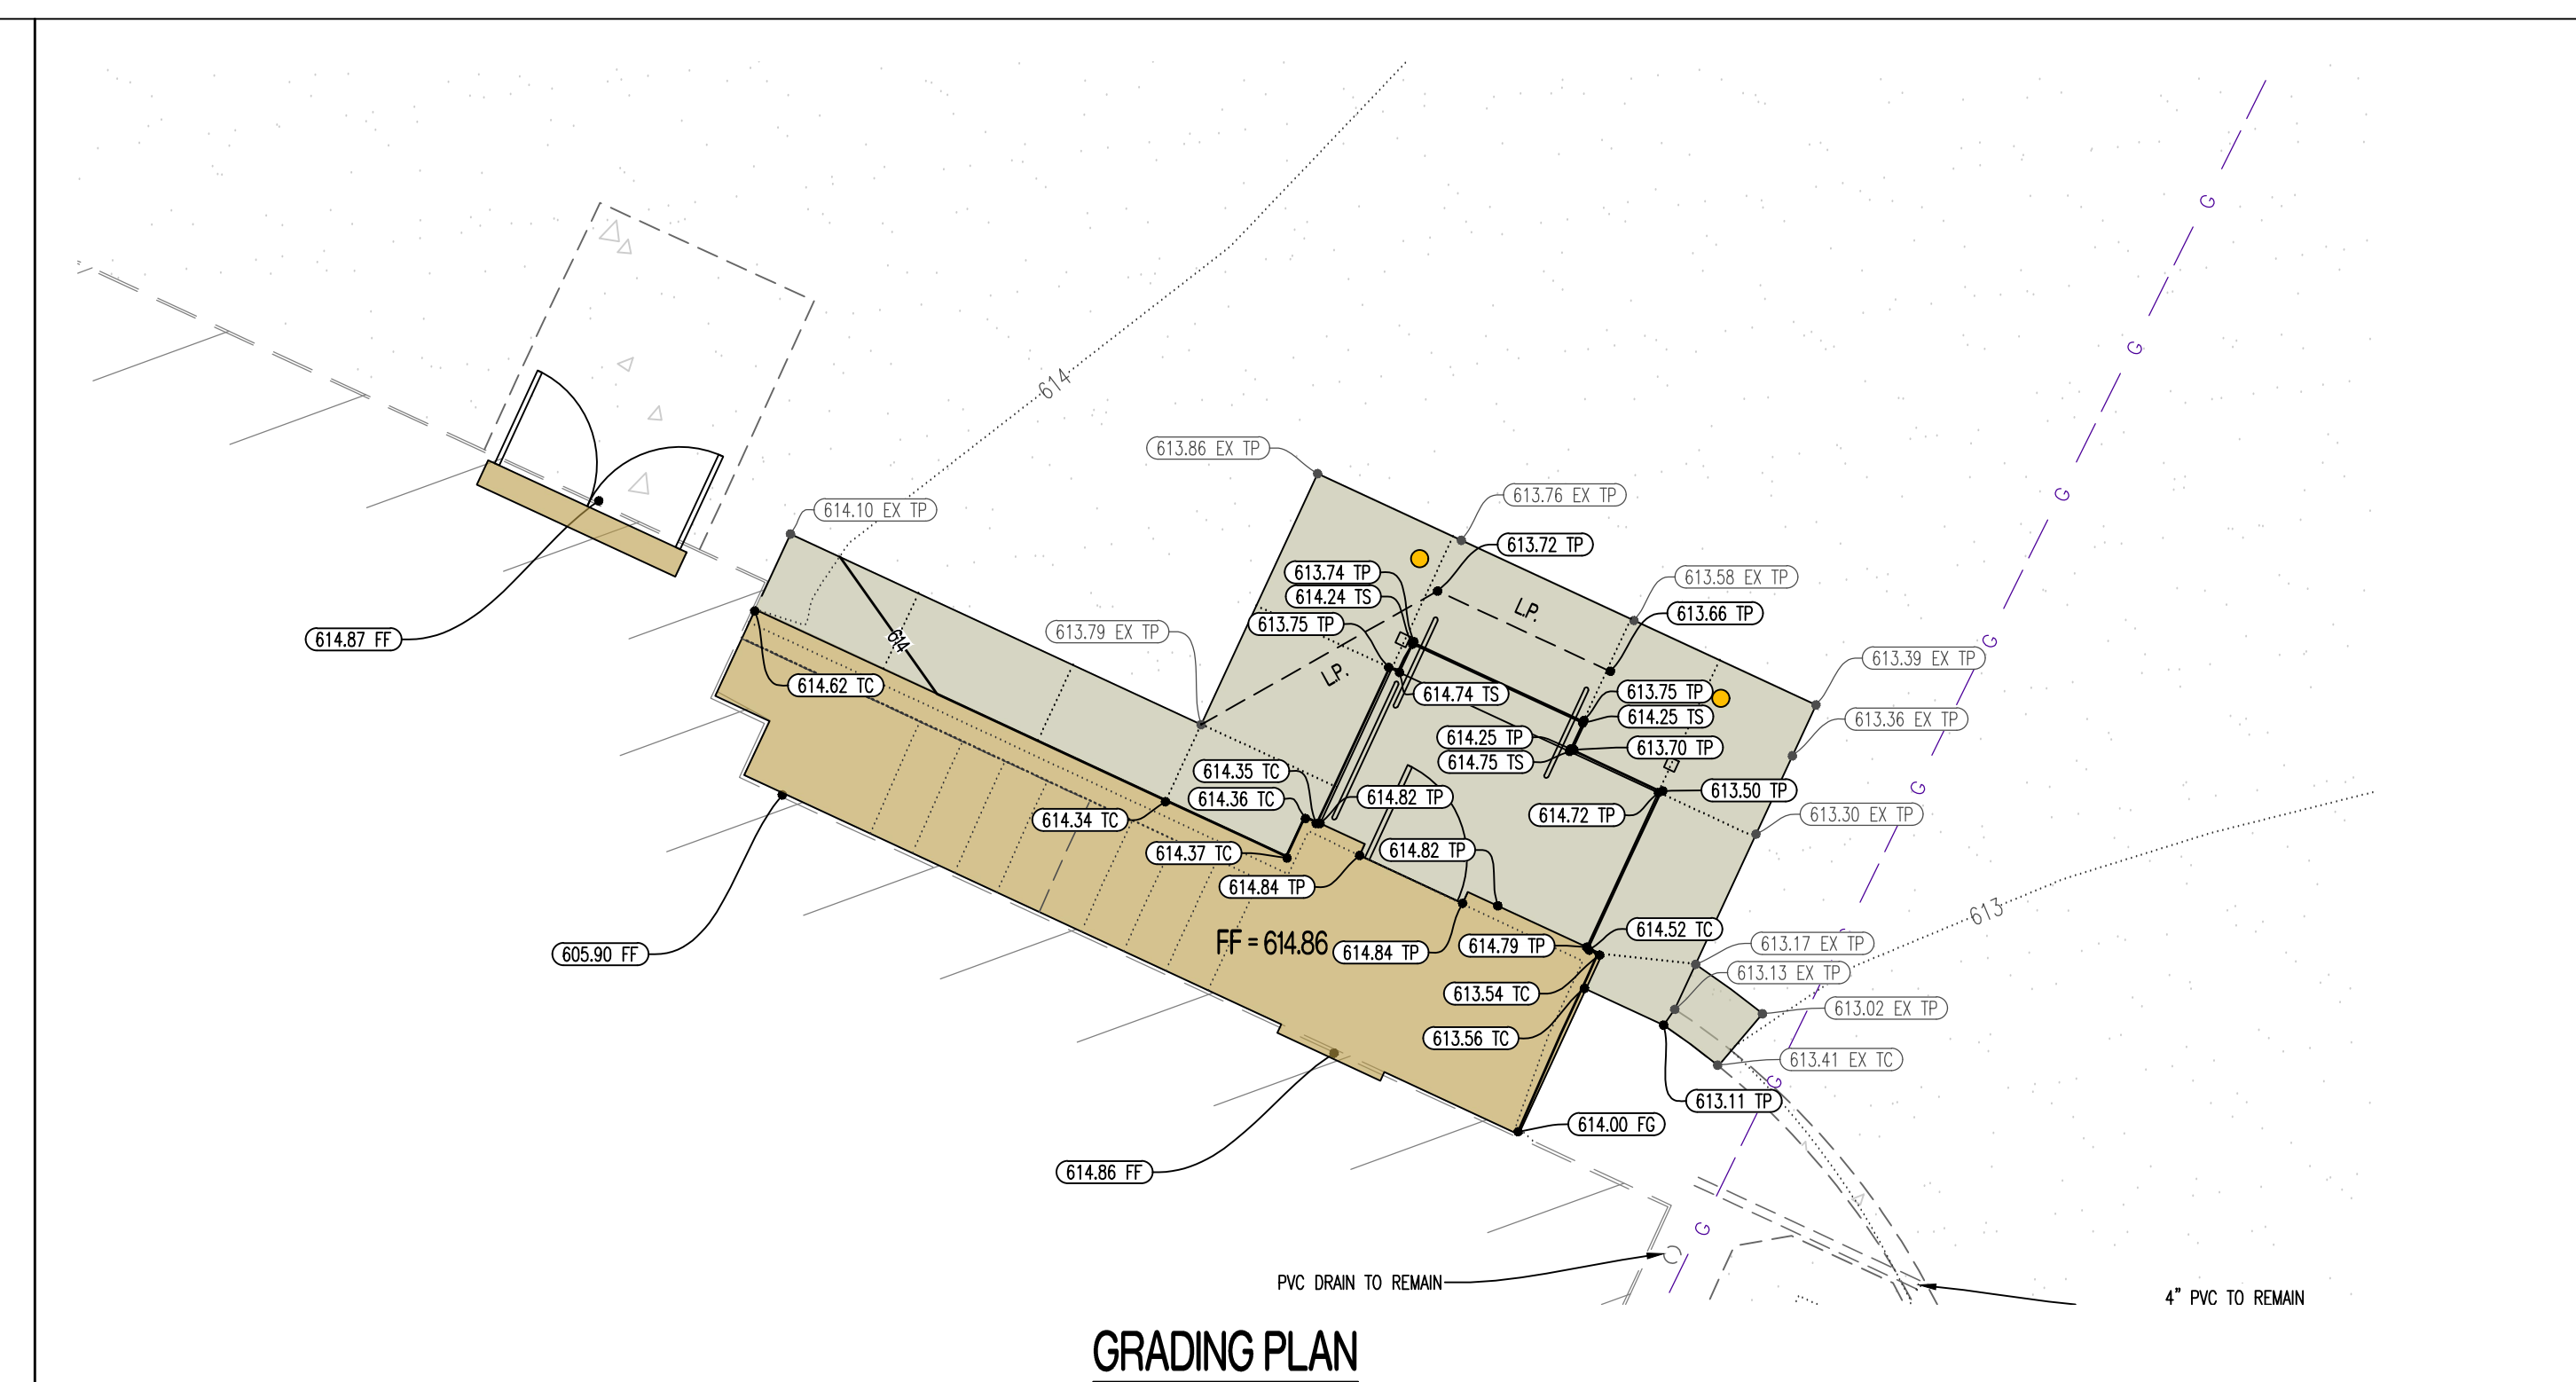 614
G
G
613.86 EX TP
613.76 EX TP
614.10 EX TP
G
613.72 TP
613.74 TP
613.58 EX TP
614.24 TS
L.P.
613.66 TP
613.75 TP
613.79 EX TP
614.87 FF
614
G
613.39 EX TP
L.P.
614.62 TC
614.74 TS
613.75 TP
614.25 TS
613.36 EX TP
614.25 TP
613.70 TP
614.75 TS
614.35 TC
G
614.36 TC
614.82 TP
613.50 TP
614.34 TC
614.72 TP
613.30 EX TP
614.37 TC
614.82 TP
614.84 TP
613
614.52 TC
FF = 614.86
614.84 TP
614.79 TP
613.17 EX TP
G
605.90 FF
613.13 EX TP
613.54 TC
613.02 EX TP
613.56 TC
613.41 EX TC
G
613.11 TP
614.00 FG
614.86 FF
G
PVC DRAIN TO REMAIN
4" PVC TO REMAIN
GRADING PLAN